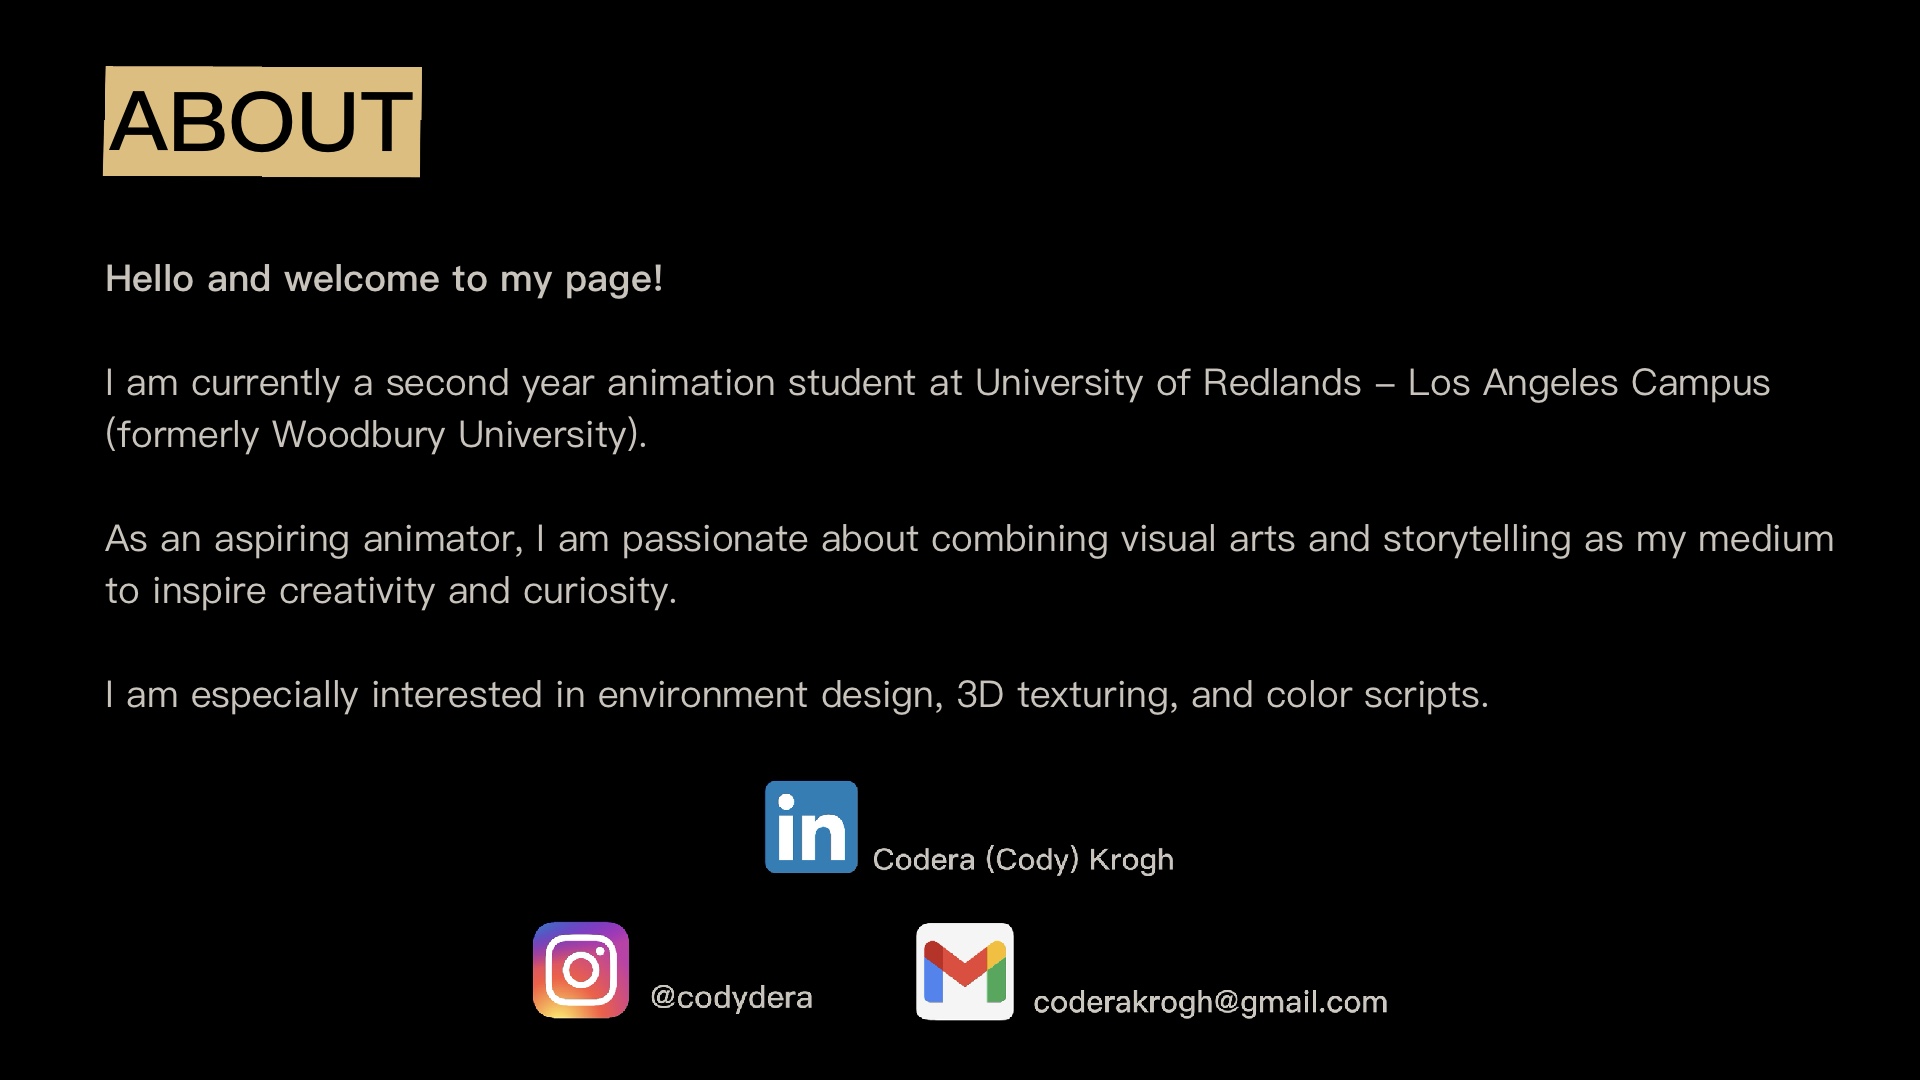 ABOUT
Hello and welcome to my page!
I am currently a second year animation student at University of Redlands – Los Angeles Campus
(formerly Woodbury University).
As an aspiring animator, I am passionate about combining visual arts and storytelling as my medium
to inspire creativity and curiosity.
I am especially interested in environment design, 3D texturing, and color scripts.
in Codera (Cody) Krogh
@codydera
coderakrogh@gmail.com